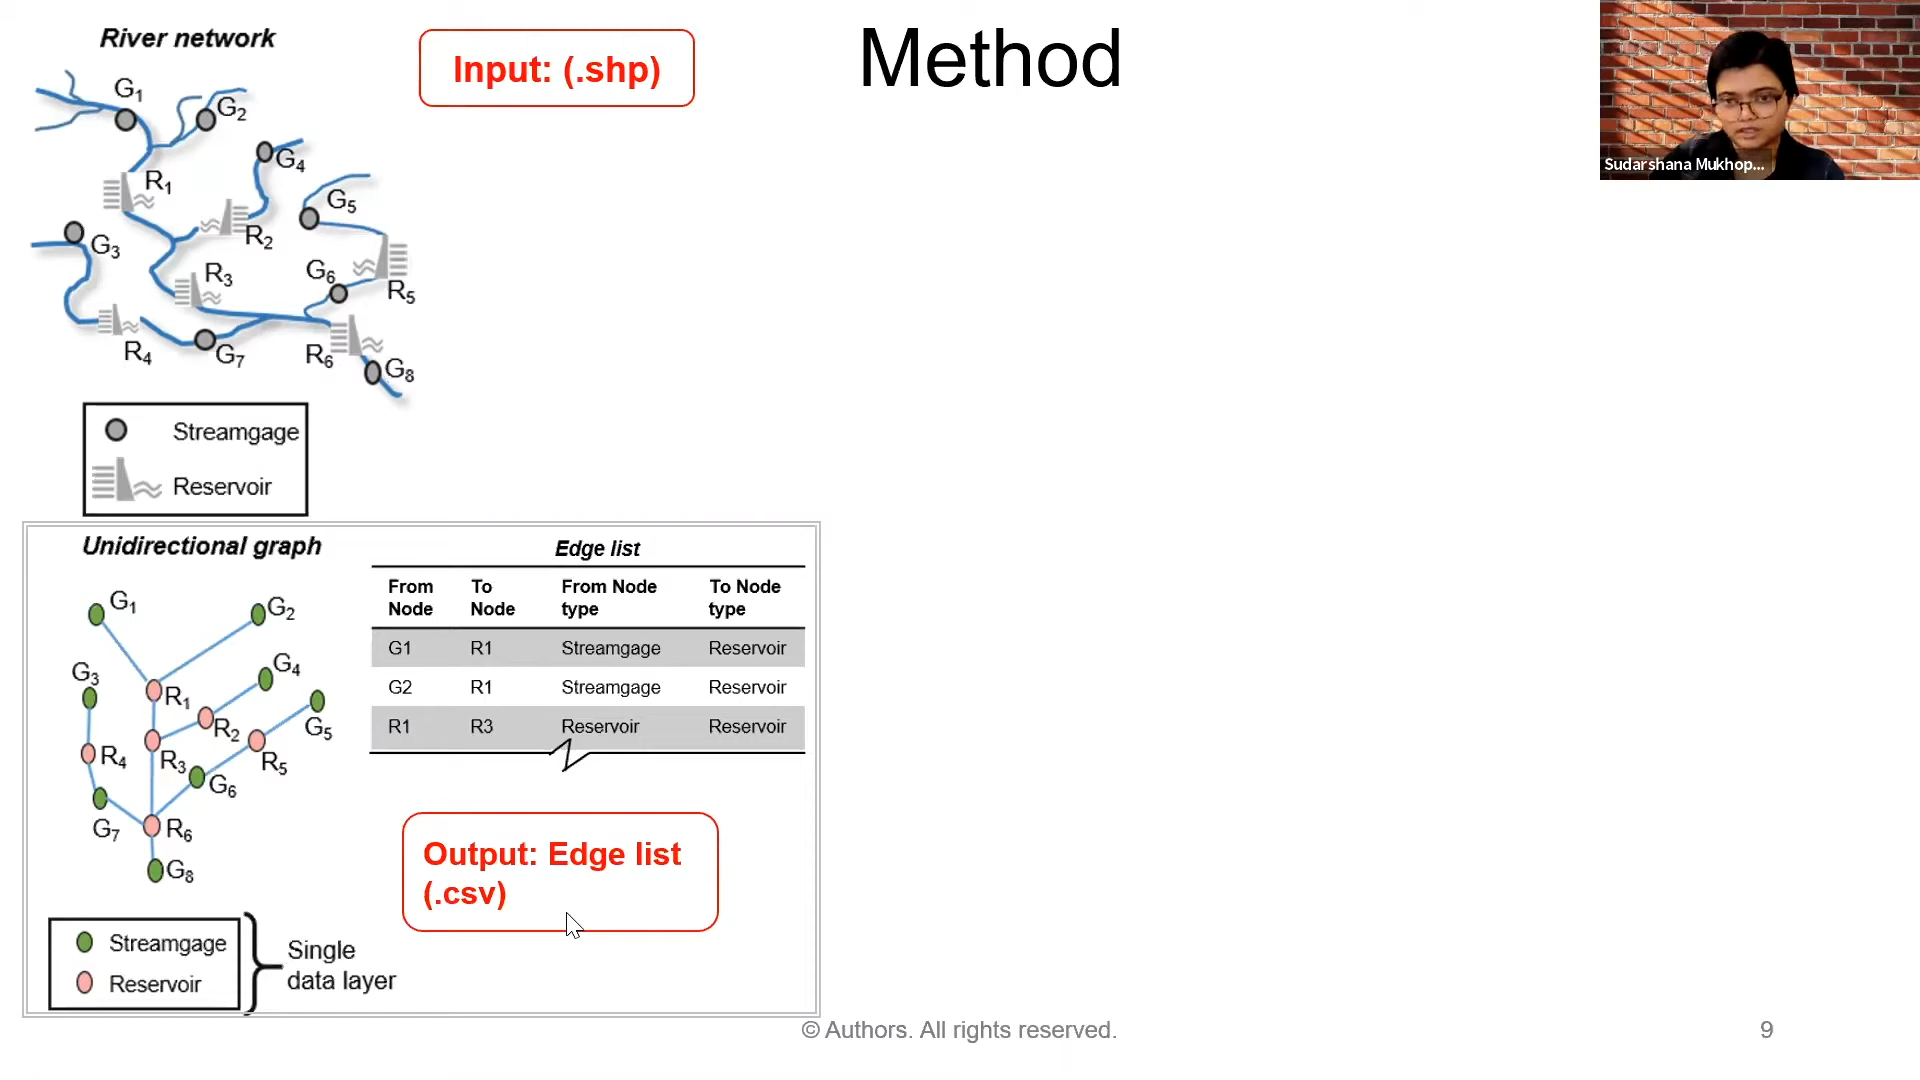 River network
Input: (.shp)
Method
G1
G2
G4
R1
G5
R2
G3
R3
G6
R5
R4
G7
R6
G8
Sudarshana Mukhop...
Streamgage
Reservoir
Unidirectional graph
G1
G2
G3
G4
R1
R2
G5
R4
R3
R5
G6
G7
R6
G8
Streamgage
Reservoir
Single
data layer
Edge list
From Node To Node From Node type To Node type
G1 R1 Streamgage Reservoir
G2 R1 Streamgage Reservoir
R1 R3 Reservoir Reservoir
Output: Edge list
(.csv)
© Authors. All rights reserved.
9